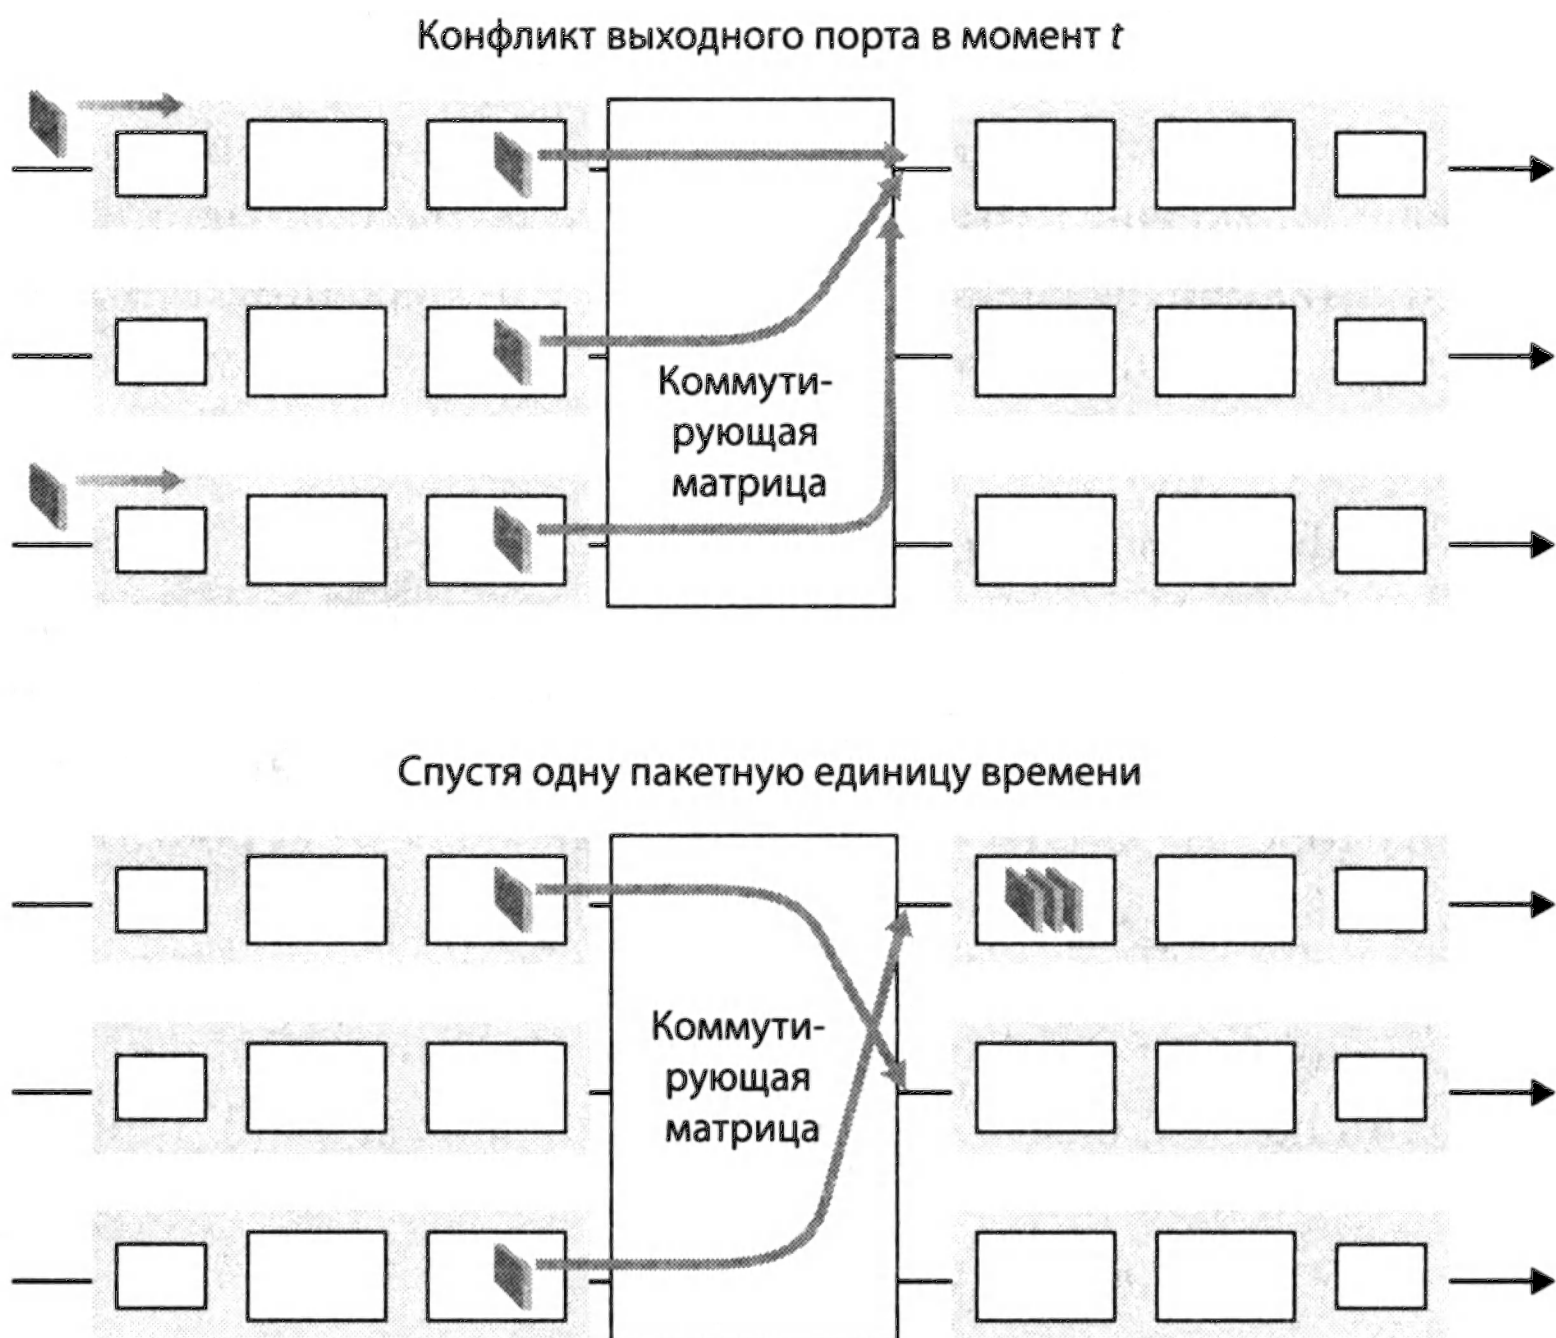 Конфликт выходного порта в момент t
Коммути-
рующая
матрица
Спустя одну пакетную единицу времени
Коммути-
рующая
матрица